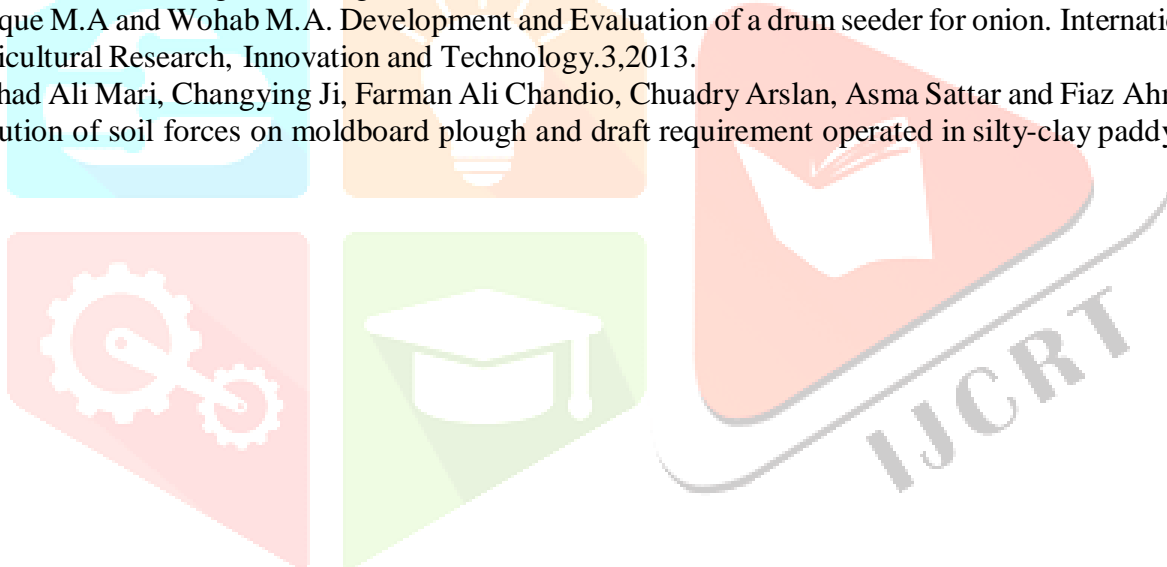 que M.A and Wohab M.A. Development and Evaluation of a drum seeder for onion. Internatio
icultural Research, Innovation and Technology.3,2013.
had Ali Mari, Changying Ji, Farman Ali Chandio, Chuadry Arslan, Asma Sattar and Fiaz Ah
ution of soil forces on moldboard plough and draft requirement operated in silty-clay paddy
IJCRT